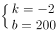 k = −2
b = 200